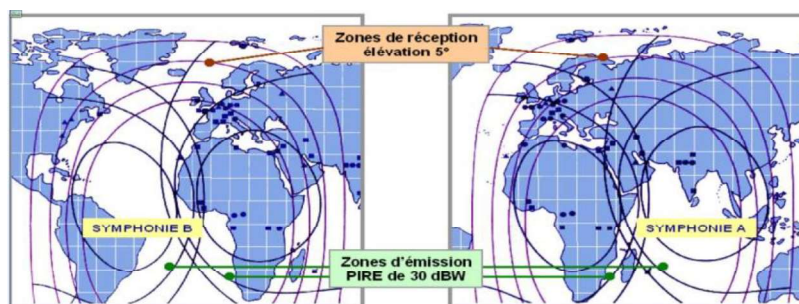 Zones de réception
élévation 5°
SYMPHONIE B
SYMPHONIE A
Zones d'émission
PIRE de 30 dBW